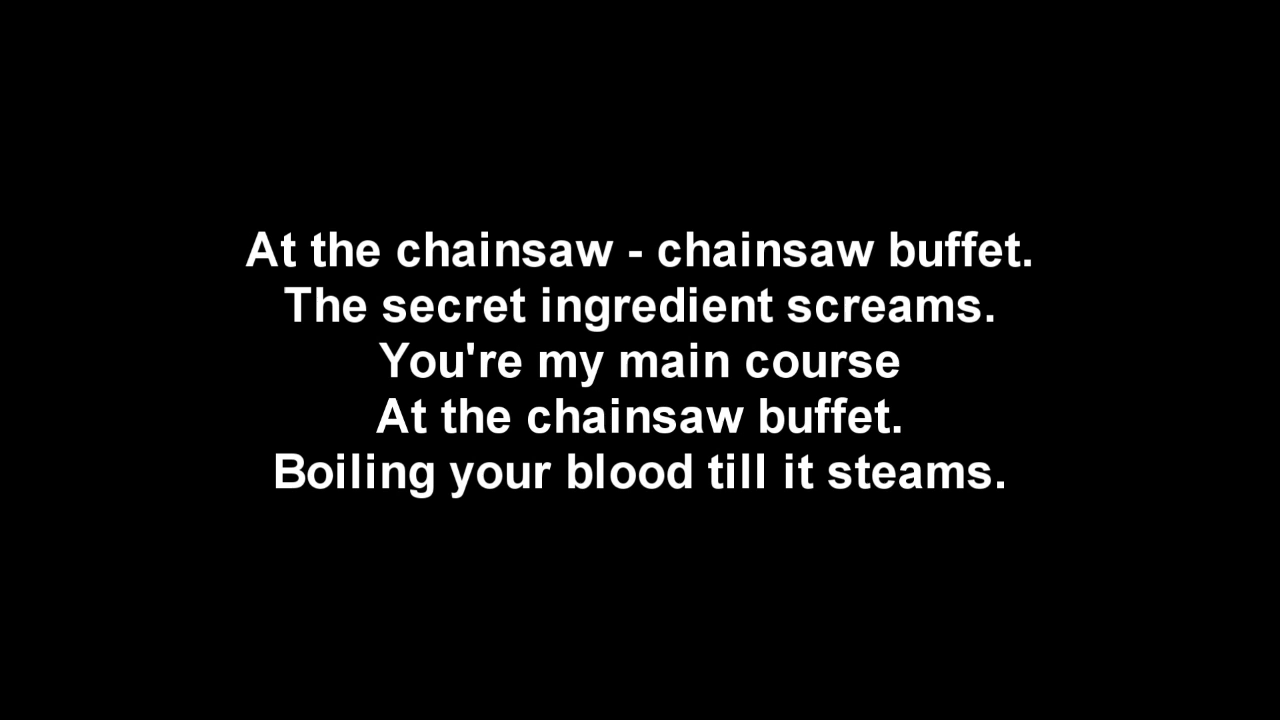 At the chainsaw - chainsaw buffet.
The secret ingredient screams.
You're my main course
At the chainsaw buffet.
Boiling your blood till it steams.